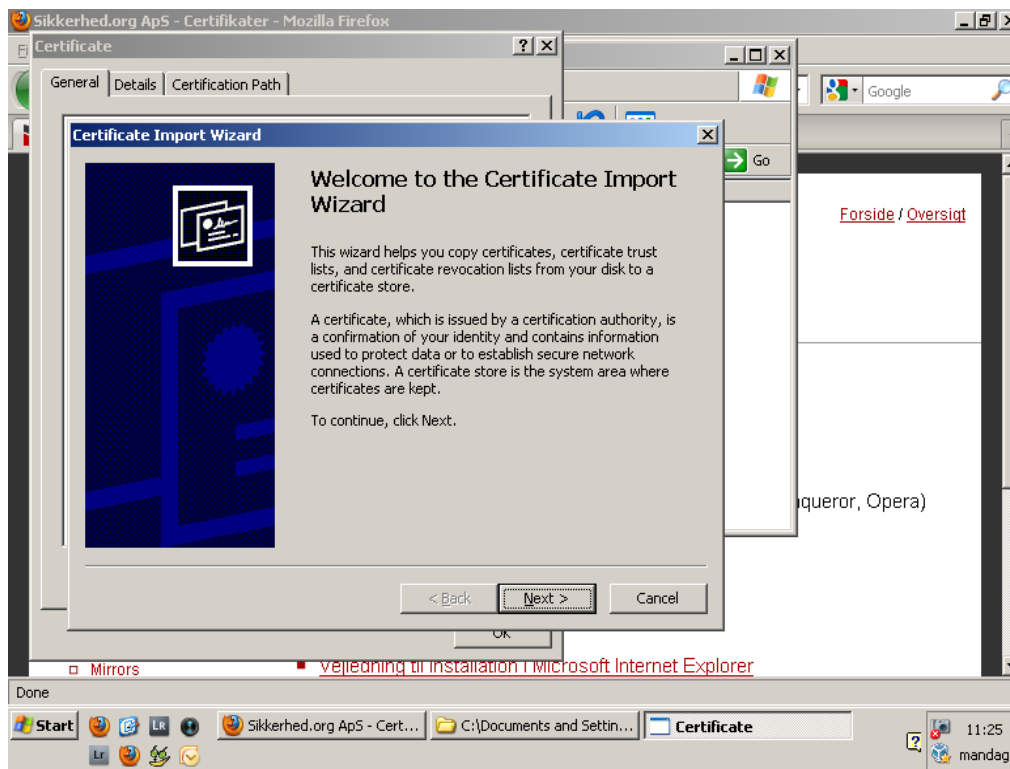 Sikkerhed.org ApS - Certifikater - Mozilla Firefox
Certificate
General
Details
Certification Path
Google
Certificate Import Wizard
Go
Welcome to the Certificate Import
Wizard
Forside / Oversigt
This wizard helps you copy certificates, certificate trust
lists, and certificate revocation lists from your disk to a
certificate store.
A certificate, which is issued by a certification authority, is
a confirmation of your identity and contains information
used to protect data or to establish secure network
connections. A certificate store is the system area where
certificates are kept.
To continue, click Next.
queror, Opera)
< Back
Next >
Cancel
OK
Mirrors
Vejledning til installation i Microsoft Internet Explorer
Done
Start
LR
Sikkerhed.org ApS - Cert...
C:\Documents and Settin...
Certificate
11:25
Lr
mandag